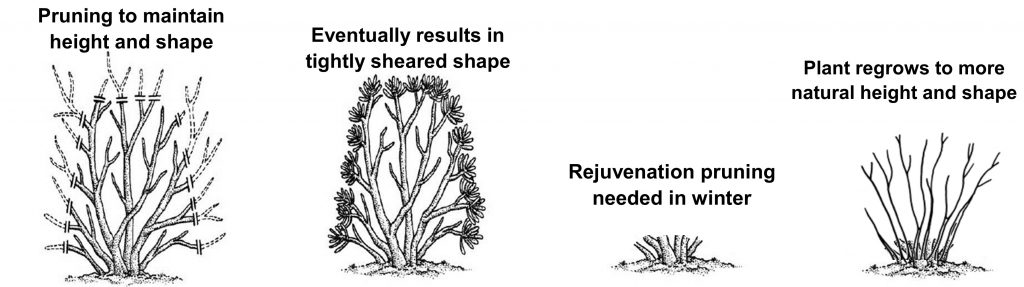 Pruning to maintain
height and shape
Eventually results in
tightly sheared shape
Rejuvenation pruning
needed in winter
Plant regrows to more
natural height and shape